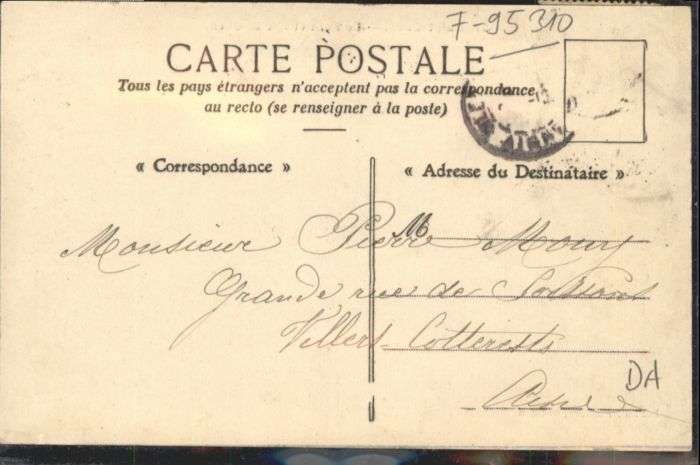 7-95310
CARTE POSTALE
Tous les pays étrangers n'acceptent pas la correspondance
au recto (se renseigner à la poste)
« Correspondance »
« Adresse du Destinataire »
M
Monsieur Pierre Moury
Grande rue de Soissons
Villers-Cotterets
Aisne
DA